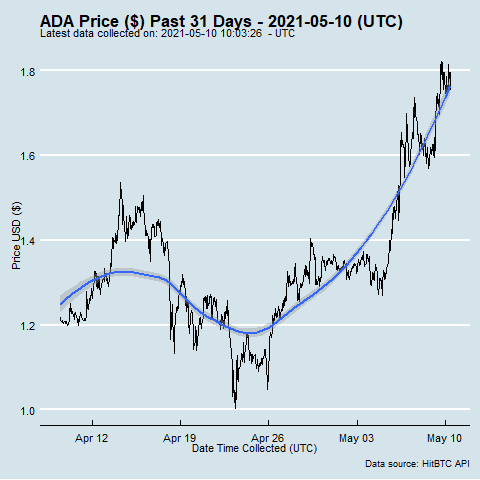 ADA Price ($) Past 31 Days - 2021-05-10 (UTC)
Latest data collected on: 2021-05-10 10:03:26 - UTC
Price USD ($)
1.8
1.6
1.4
1.2
1.0
Apr 12 Apr 19 Apr 26 May 03 May 10
Date Time Collected (UTC)
Data source: HitBTC API